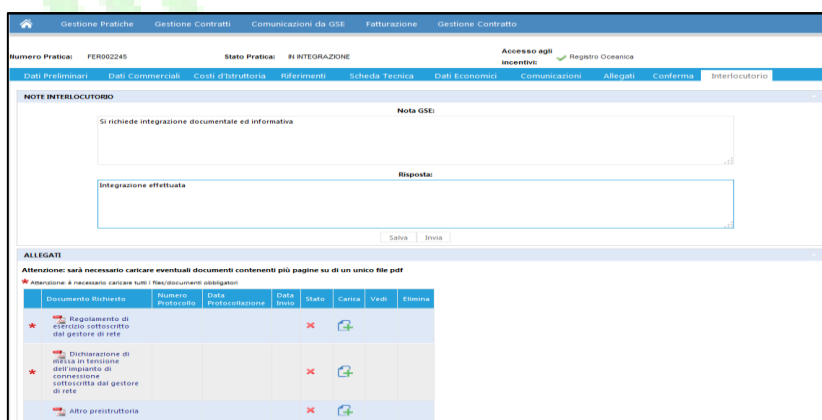 Gestione Pratiche Gestione Contratti Comunicazioni da GSE Fatturazione Gestione Contratto
Numero Pratica: FER002245 Stato Pratica: IN INTEGRAZIONE Accesso agli incentivi: Registro Oceanica
Dati Preliminari Dati Commerciali Costi d'Istruttoria Riferimenti Scheda Tecnica Dati Economici Comunicazioni Allegati Conferma Interlocutorio
NOTE INTERLOCUTORIO
Nota GSE:
Si richiede integrazione documentale ed informativa
Risposta:
Integrazione effettuata
Salva Invia
ALLEGATI
Attenzione: sarà necessario caricare eventuali documenti contenenti più pagine su di un unico file pdf
* Attenzione: è necessario caricare tutti i files/documenti obbligatori
Documento Richiesto Numero Protocollo Data Protocollazione Data Invio Stato Carica Vedi Elimina
* Regolamento di
esercizio sottoscritto
dal gestore di rete
* Dichiarazione di
messa in tensione
dell'impianto di
connessione
sottoscritta dal gestore
di rete
Altro preistruttoria